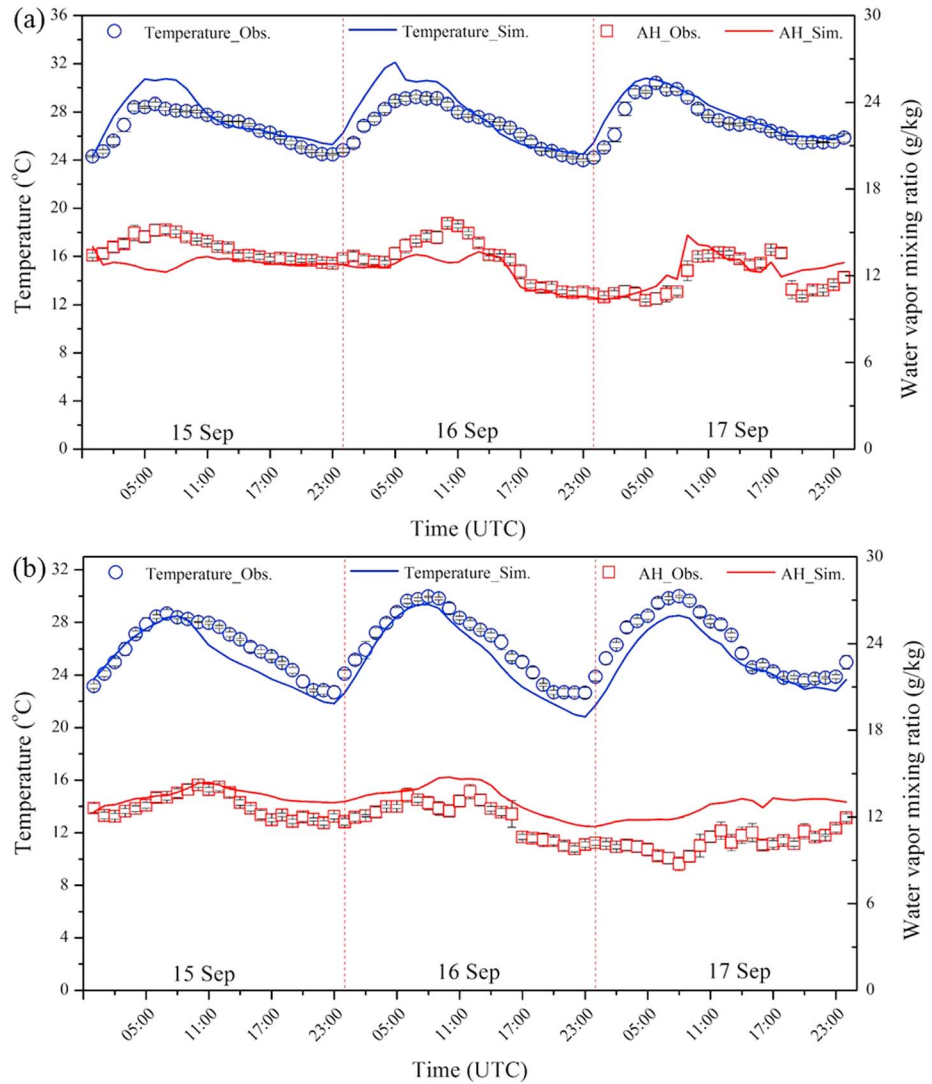 (a)
Temperature_Obs. Temperature_Sim. AH_Obs. AH_Sim.
36
32
28
24
20
16
12
8
4
0
Temperature (°C)
30
24
18
12
6
0
Water vapor mixing ratio (g/kg)
15 Sep 16 Sep 17 Sep
05:00 11:00 17:00 23:00 05:00 11:00 17:00 23:00 05:00 11:00 17:00 23:00
Time (UTC)
(b)
Temperature_Obs. Temperature_Sim. AH_Obs. AH_Sim.
32
28
24
22
16
12
8
4
0
Temperature (°C)
30
24
18
12
6
0
Water vapor mixing ratio (g/kg)
15 Sep 16 Sep 17 Sep
05:00 11:00 17:00 23:00 05:00 11:00 17:00 23:00 05:00 11:00 17:00 23:00
Time (UTC)